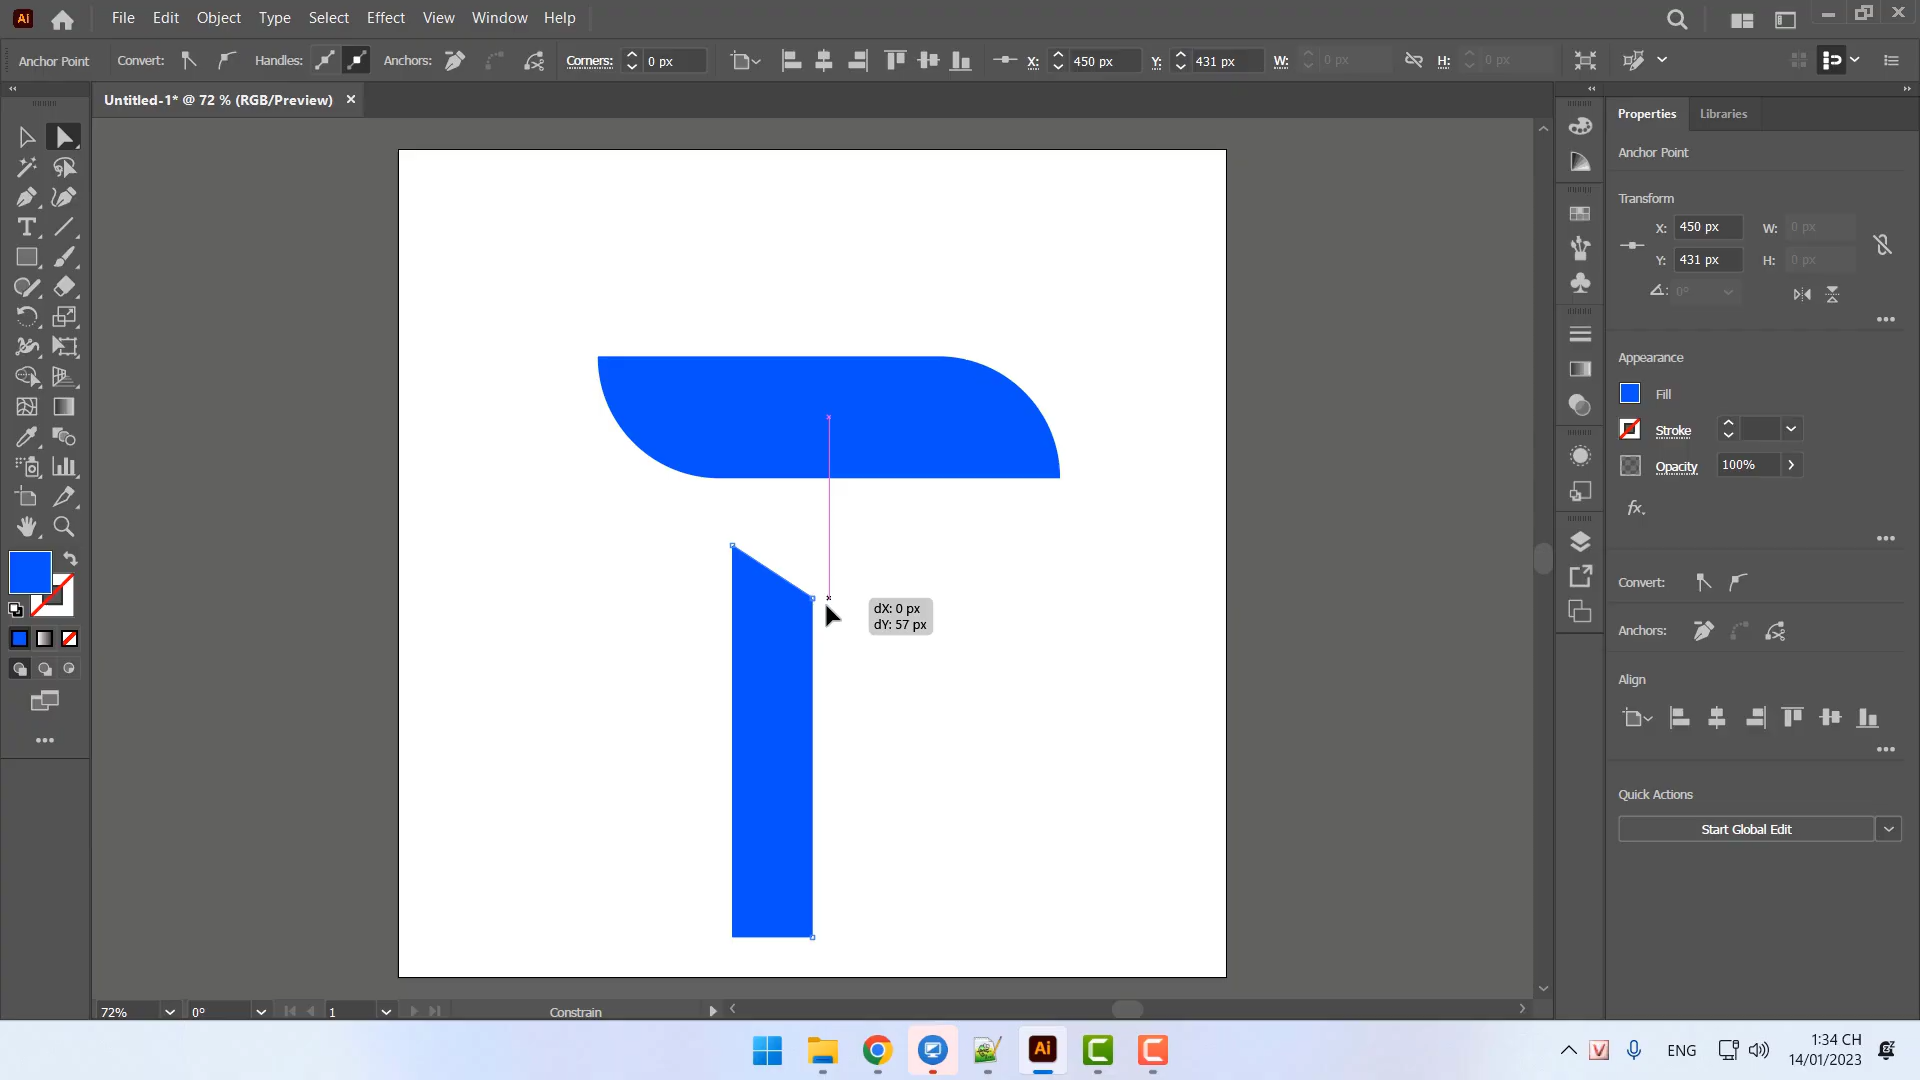 Ai File Edit Object Type Select Effect View Window Help
Anchor Point Convert: Handles: Anchors: Corners: 0 px X: 450 px Y: 431 px W: 0 px H: 0 px
Untitled-1* @ 72 % (RGB/Preview)
Properties Libraries
Anchor Point
Transform
X: 450 px W: 0 px
Y: 431 px H: 0 px
0°
Appearance
Fill
Stroke
Opacity 100%
fx.
Convert:
Anchors:
Align
Quick Actions
Start Global Edit
dX: 0 px
dY: 57 px
72% 0° 1 Constrain
Ai
V ENG
1:34 CH
14/01/2023